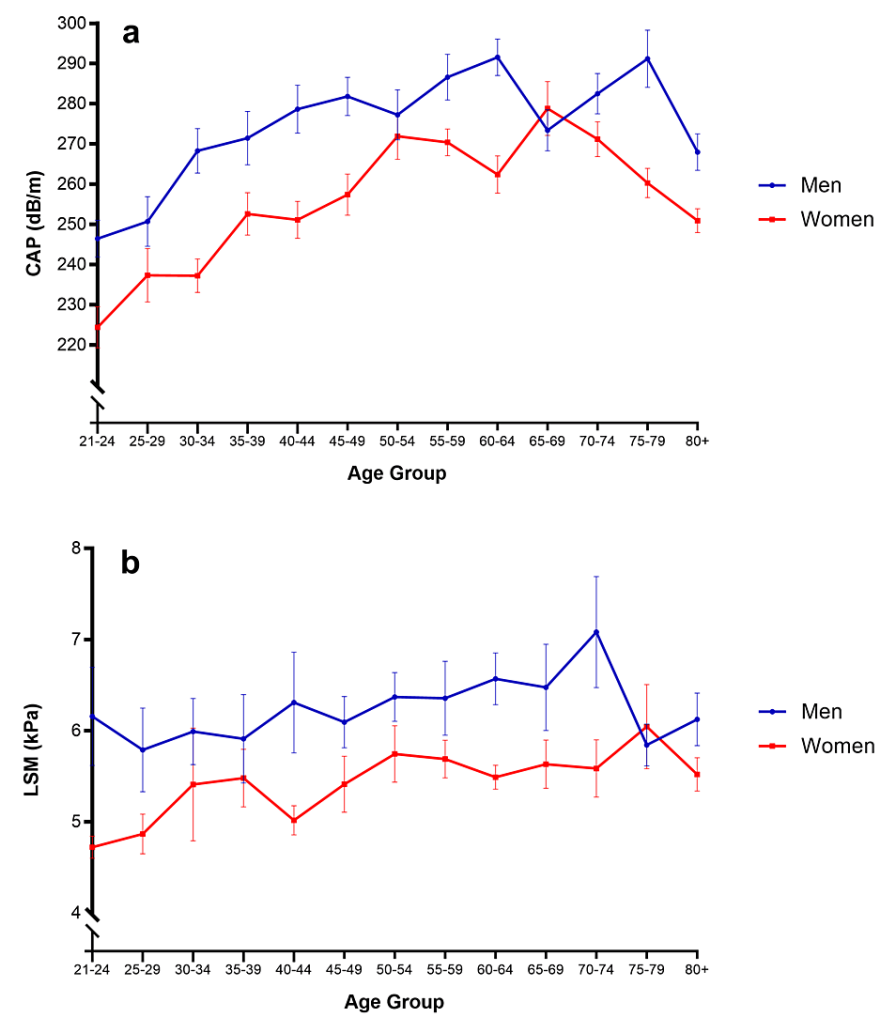 a
300
290
280
270
260
250
240
230
220
CAP (dB/m)
21-24 25-29 30-34 35-39 40-44 45-49 50-54 55-59 60-64 65-69 70-74 75-79 80+
Age Group
Men
Women
b
8
7
6
5
4
LSM (kPa)
21-24 25-29 30-34 35-39 40-44 45-49 50-54 55-59 60-64 65-69 70-74 75-79 80+
Age Group
Men
Women